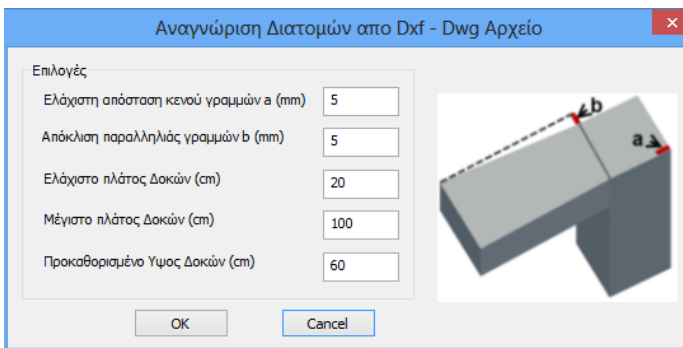 Αναγνώριση Διατομών απο Dxf - Dwg Αρχείο
Επιλογές
Ελάχιστη απόσταση κενού γραμμών a (mm) 5
Απόκλιση παραλληλιάς γραμμών b (mm) 5
Ελάχιστο πλάτος Δοκών (cm) 20
Μέγιστο πλάτος Δοκών (cm) 100
Προκαθορισμένο Υψος Δοκών (cm) 60
b
a
OK Cancel